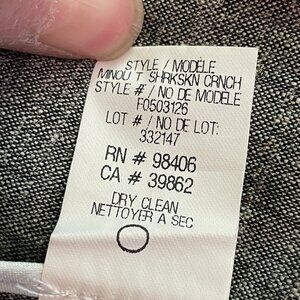 STYLE / MODÈLE
MINOU T SHRKSKN CRNCH
STYLE # / NO DE MODELE
F0503126
LOT # / NO DE LOT:
332147
RN # 98406
CA # 39862
DRY CLEAN
NETTOYER A SEC